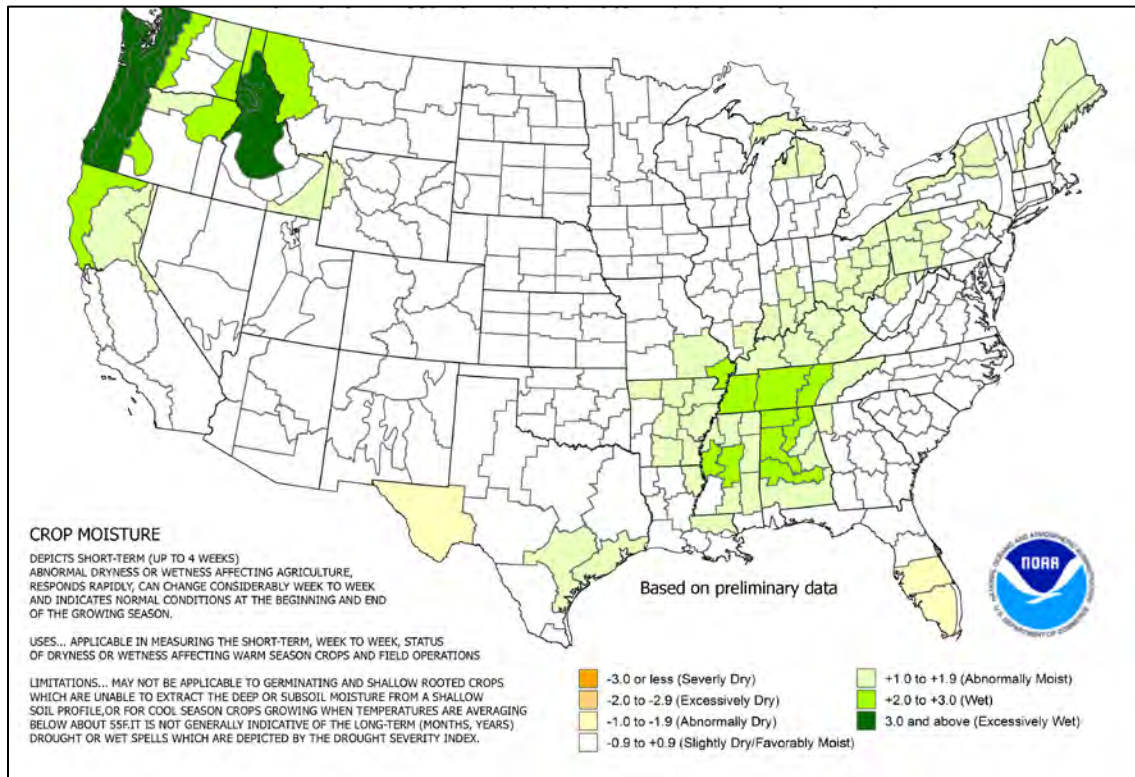 CROP MOISTURE
DEPICTS SHORT-TERM (UP TO 4 WEEKS)
ABNORMAL DRYNESS OR WETNESS AFFECTING AGRICULTURE,
RESPONDS RAPIDLY, CAN CHANGE CONSIDERABLY WEEK TO WEEK
AND INDICATES NORMAL CONDITIONS AT THE BEGINNING AND END
OF THE GROWING SEASON.
USES... APPLICABLE IN MEASURING THE SHORT-TERM, WEEK TO WEEK, STATUS
OF DRYNESS OR WETNESS AFFECTING WARM SEASON CROPS AND FIELD OPERATIONS
LIMITATIONS... MAY NOT BE APPLICABLE TO GERMINATING AND SHALLOW ROOTED CROPS
WHICH ARE UNABLE TO EXTRACT THE DEEP OR SUBSOIL MOISTURE FROM A SHALLOW
SOIL PROFILE,OR FOR COOL SEASON CROPS GROWING WHEN TEMPERATURES ARE AVERAGING
BELOW ABOUT 55F.IT IS NOT GENERALLY INDICATIVE OF THE LONG-TERM (MONTHS, YEARS)
DROUGHT OR WET SPELLS WHICH ARE DEPICTED BY THE DROUGHT SEVERITY INDEX.
Based on preliminary data
NATIONAL OCEANIC AND ATMOSPHERIC ADMINISTRATION
NOAA
U.S. DEPARTMENT OF COMMERCE
-3.0 or less (Severly Dry)
-2.0 to -2.9 (Excessively Dry)
-1.0 to -1.9 (Abnormally Dry)
-0.9 to +0.9 (Slightly Dry/Favorably Moist)
+1.0 to +1.9 (Abnormally Moist)
+2.0 to +3.0 (Wet)
3.0 and above (Excessively Wet)